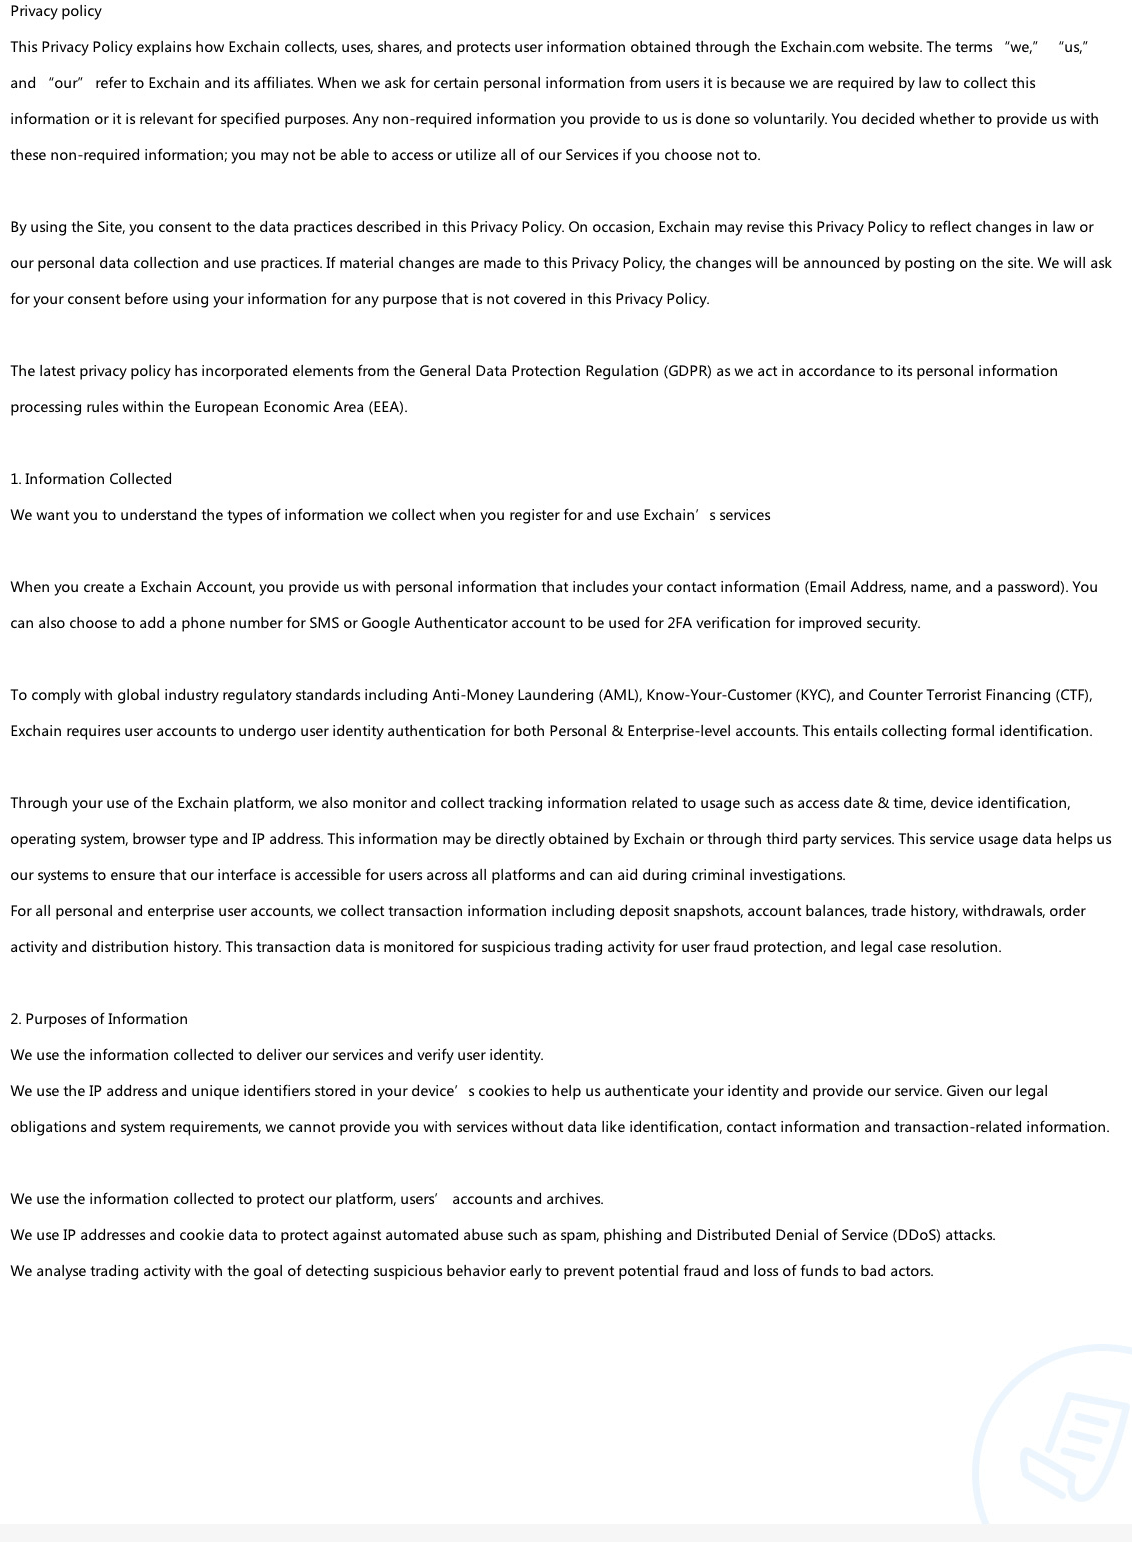 Privacy policy
This Privacy Policy explains how Exchain collects, uses, shares, and protects user information obtained through the Exchain.com website. The terms “we,” “us,”
and “our” refer to Exchain and its affiliates. When we ask for certain personal information from users it is because we are required by law to collect this
information or it is relevant for specified purposes. Any non-required information you provide to us is done so voluntarily. You decided whether to provide us with
these non-required information; you may not be able to access or utilize all of our Services if you choose not to.
By using the Site, you consent to the data practices described in this Privacy Policy. On occasion, Exchain may revise this Privacy Policy to reflect changes in law or
our personal data collection and use practices. If material changes are made to this Privacy Policy, the changes will be announced by posting on the site. We will ask
for your consent before using your information for any purpose that is not covered in this Privacy Policy.
The latest privacy policy has incorporated elements from the General Data Protection Regulation (GDPR) as we act in accordance to its personal information
processing rules within the European Economic Area (EEA).
1. Information Collected
We want you to understand the types of information we collect when you register for and use Exchain’s services
When you create a Exchain Account, you provide us with personal information that includes your contact information (Email Address, name, and a password). You
can also choose to add a phone number for SMS or Google Authenticator account to be used for 2FA verification for improved security.
To comply with global industry regulatory standards including Anti-Money Laundering (AML), Know-Your-Customer (KYC), and Counter Terrorist Financing (CTF),
Exchain requires user accounts to undergo user identity authentication for both Personal & Enterprise-level accounts. This entails collecting formal identification.
Through your use of the Exchain platform, we also monitor and collect tracking information related to usage such as access date & time, device identification,
operating system, browser type and IP address. This information may be directly obtained by Exchain or through third party services. This service usage data helps us
our systems to ensure that our interface is accessible for users across all platforms and can aid during criminal investigations.
For all personal and enterprise user accounts, we collect transaction information including deposit snapshots, account balances, trade history, withdrawals, order
activity and distribution history. This transaction data is monitored for suspicious trading activity for user fraud protection, and legal case resolution.
2. Purposes of Information
We use the information collected to deliver our services and verify user identity.
We use the IP address and unique identifiers stored in your device’s cookies to help us authenticate your identity and provide our service. Given our legal
obligations and system requirements, we cannot provide you with services without data like identification, contact information and transaction-related information.
We use the information collected to protect our platform, users’ accounts and archives.
We use IP addresses and cookie data to protect against automated abuse such as spam, phishing and Distributed Denial of Service (DDoS) attacks.
We analyse trading activity with the goal of detecting suspicious behavior early to prevent potential fraud and loss of funds to bad actors.